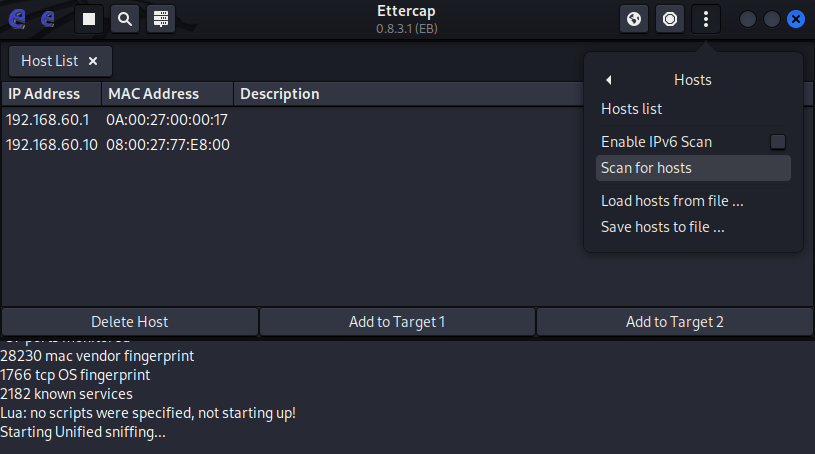 Ettercap
0.8.3.1 (EB)
Host List
Hosts
IP Address MAC Address Description
Hosts list
192.168.60.1 0A:00:27:00:00:17
192.168.60.10 08:00:27:77:E8:00
Enable IPv6 Scan
Scan for hosts
Load hosts from file ...
Save hosts to file ...
Delete Host Add to Target 1 Add to Target 2
ports monitored
28230 mac vendor fingerprint
1766 tcp OS fingerprint
2182 known services
Lua: no scripts were specified, not starting up!
Starting Unified sniffing...